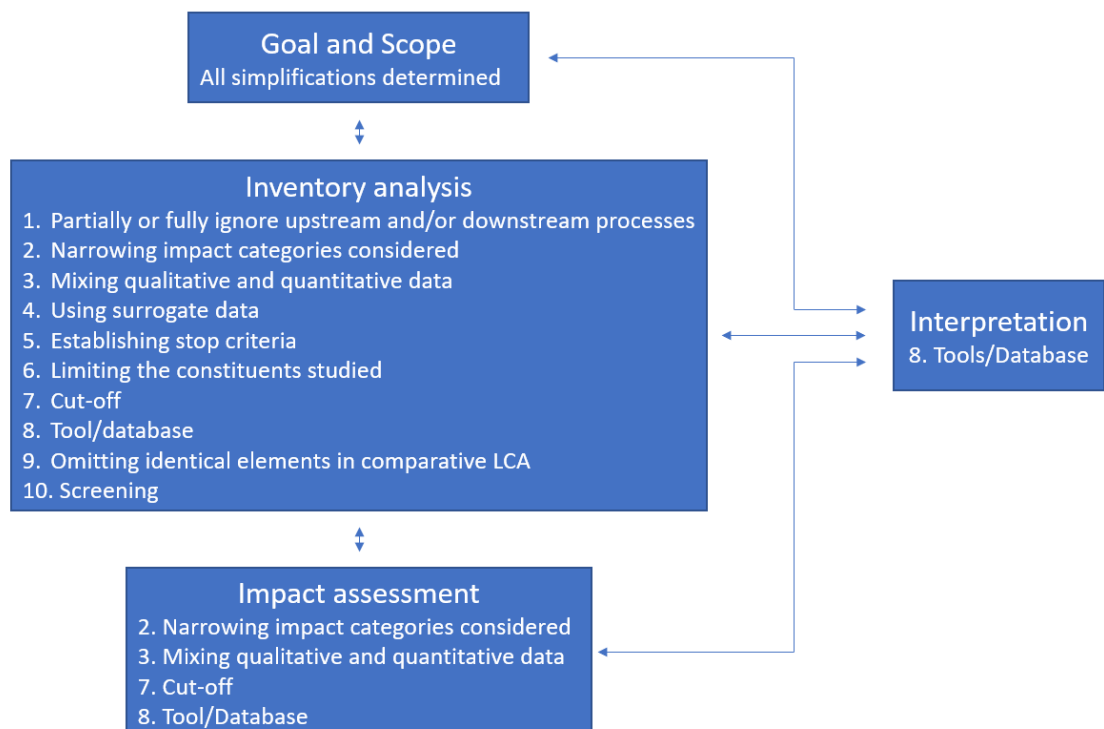 Goal and Scope
All simplifications determined
Inventory analysis
1. Partially or fully ignore upstream and/or downstream processes
2. Narrowing impact categories considered
3. Mixing qualitative and quantitative data
4. Using surrogate data
5. Establishing stop criteria
6. Limiting the constituents studied
7. Cut-off
8. Tool/database
9. Omitting identical elements in comparative LCA
10. Screening
Interpretation
8. Tools/Database
Impact assessment
2. Narrowing impact categories considered
3. Mixing qualitative and quantitative data
7. Cut-off
8. Tool/Database